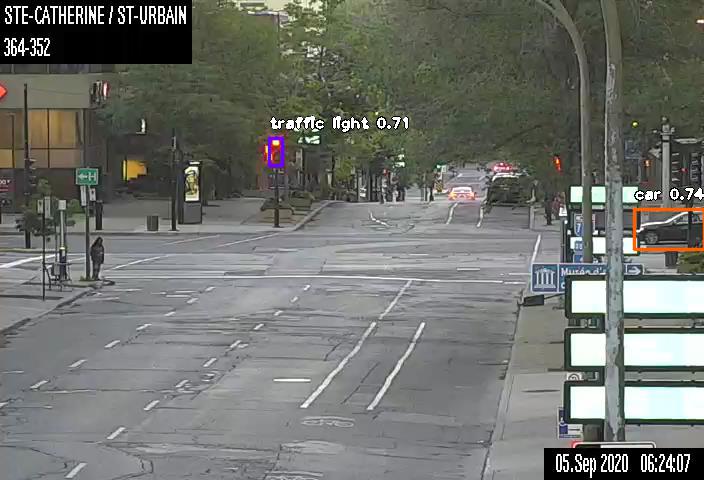 STE-CATHERINE / ST-URBAIN
364-352
traffic light 0.71
car 0.74
H
Musée d'
05.Sep 2020 06:24:07